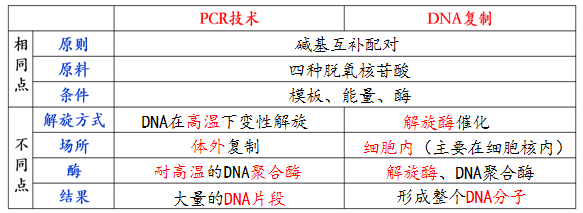 PCR技术 DNA复制
相同点
原则 碱基互补配对
原料 四种脱氧核苷酸
条件 模板、能量、酶
不同点
解旋方式 DNA在高温下变性解旋 解旋酶催化
场所 体外复制 细胞内（主要在细胞核内）
酶 耐高温的DNA聚合酶 解旋酶、DNA聚合酶
结果 大量的DNA片段 形成整个DNA分子